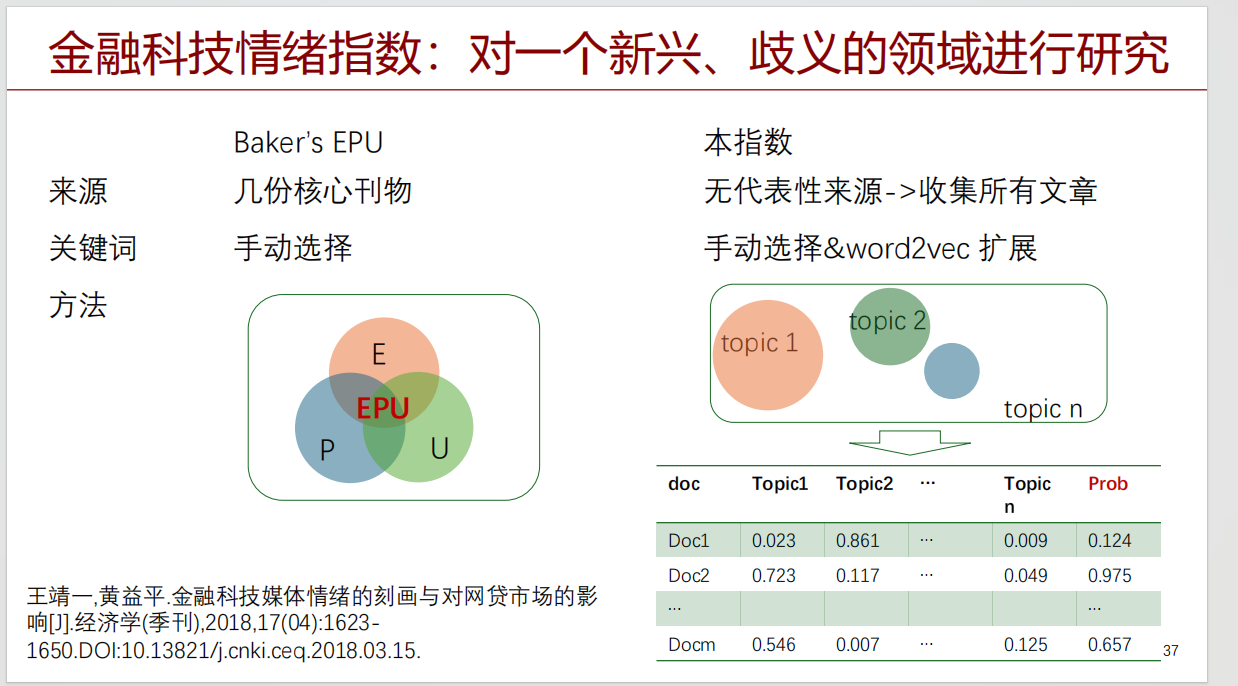 金融科技情绪指数：对一个新兴、歧义的领域进行研究
Baker’s EPU 本指数
来源 几份核心刊物 无代表性来源->收集所有文章
关键词 手动选择 手动选择&word2vec 扩展
方法
E
EPU
P U
topic 1
topic 2
topic n
doc Topic1 Topic2 ... Topic n Prob
Doc1 0.023 0.861 ... 0.009 0.124
Doc2 0.723 0.117 ... 0.049 0.975
... ...
Docm 0.546 0.007 ... 0.125 0.657
王靖一,黄益平.金融科技媒体情绪的刻画与对网贷市场的影
响[J].经济学(季刊),2018,17(04):1623-
1650.DOI:10.13821/j.cnki.ceq.2018.03.15.
37